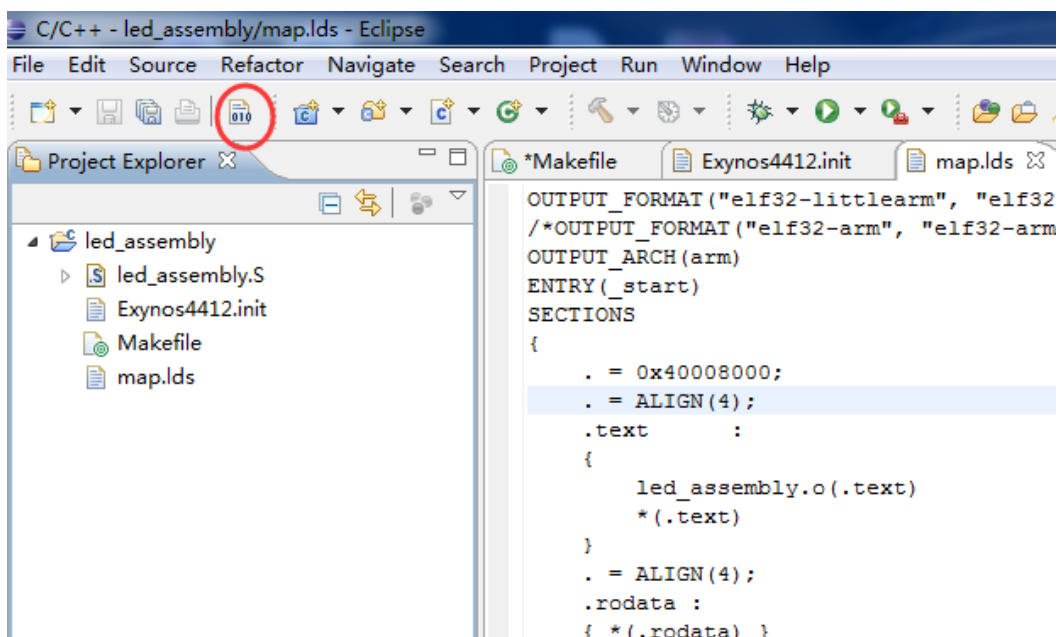 C/C++ - led_assembly/map.lds - Eclipse
File Edit Source Refactor Navigate Search Project Run Window Help
010
Project Explorer
*Makefile
Exynos4412.init
map.lds
led_assembly
led_assembly.S
Exynos4412.init
Makefile
map.lds
OUTPUT_FORMAT("elf32-littlearm", "elf32
/*OUTPUT_FORMAT("elf32-arm", "elf32-arm
OUTPUT_ARCH(arm)
ENTRY(_start)
SECTIONS
{
. = 0x40008000;
. = ALIGN(4);
.text :
{
led_assembly.o(.text)
*(.text)
}
. = ALIGN(4);
.rodata :
{ *(.rodata) }